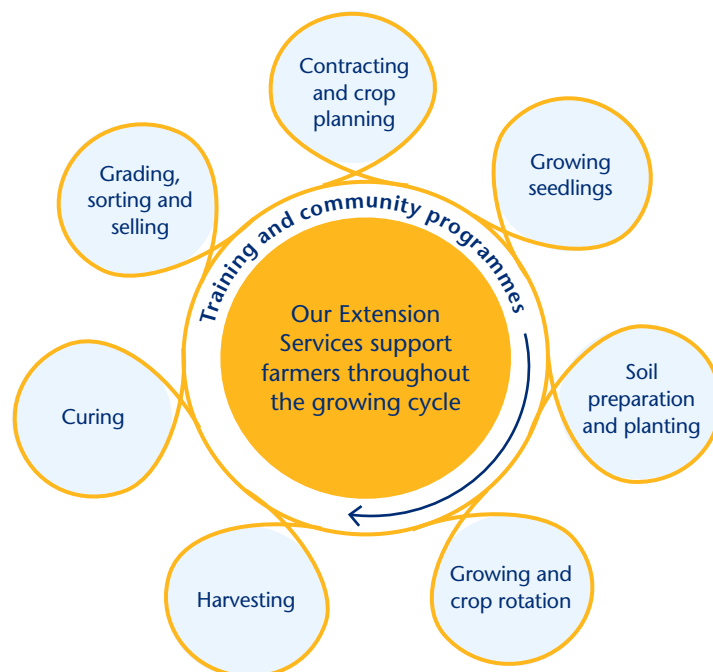 Contracting
and crop
planning
Growing
seedlings
Soil
preparation
and planting
Growing and
crop rotation
Harvesting
Curing
Grading,
sorting and
selling
Training and community programmes
Our Extension
Services support
farmers throughout
the growing cycle